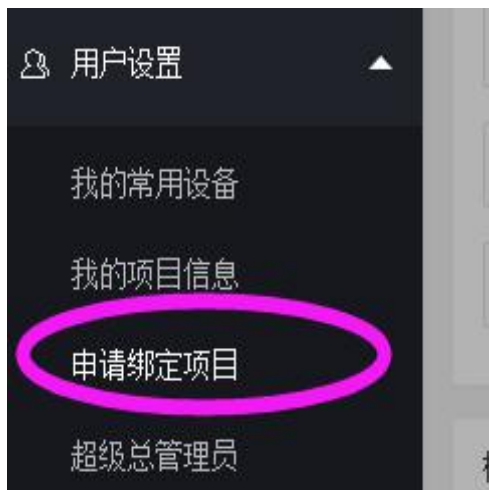 用户设置
我的常用设备
我的项目信息
申请绑定项目
超级总管理员